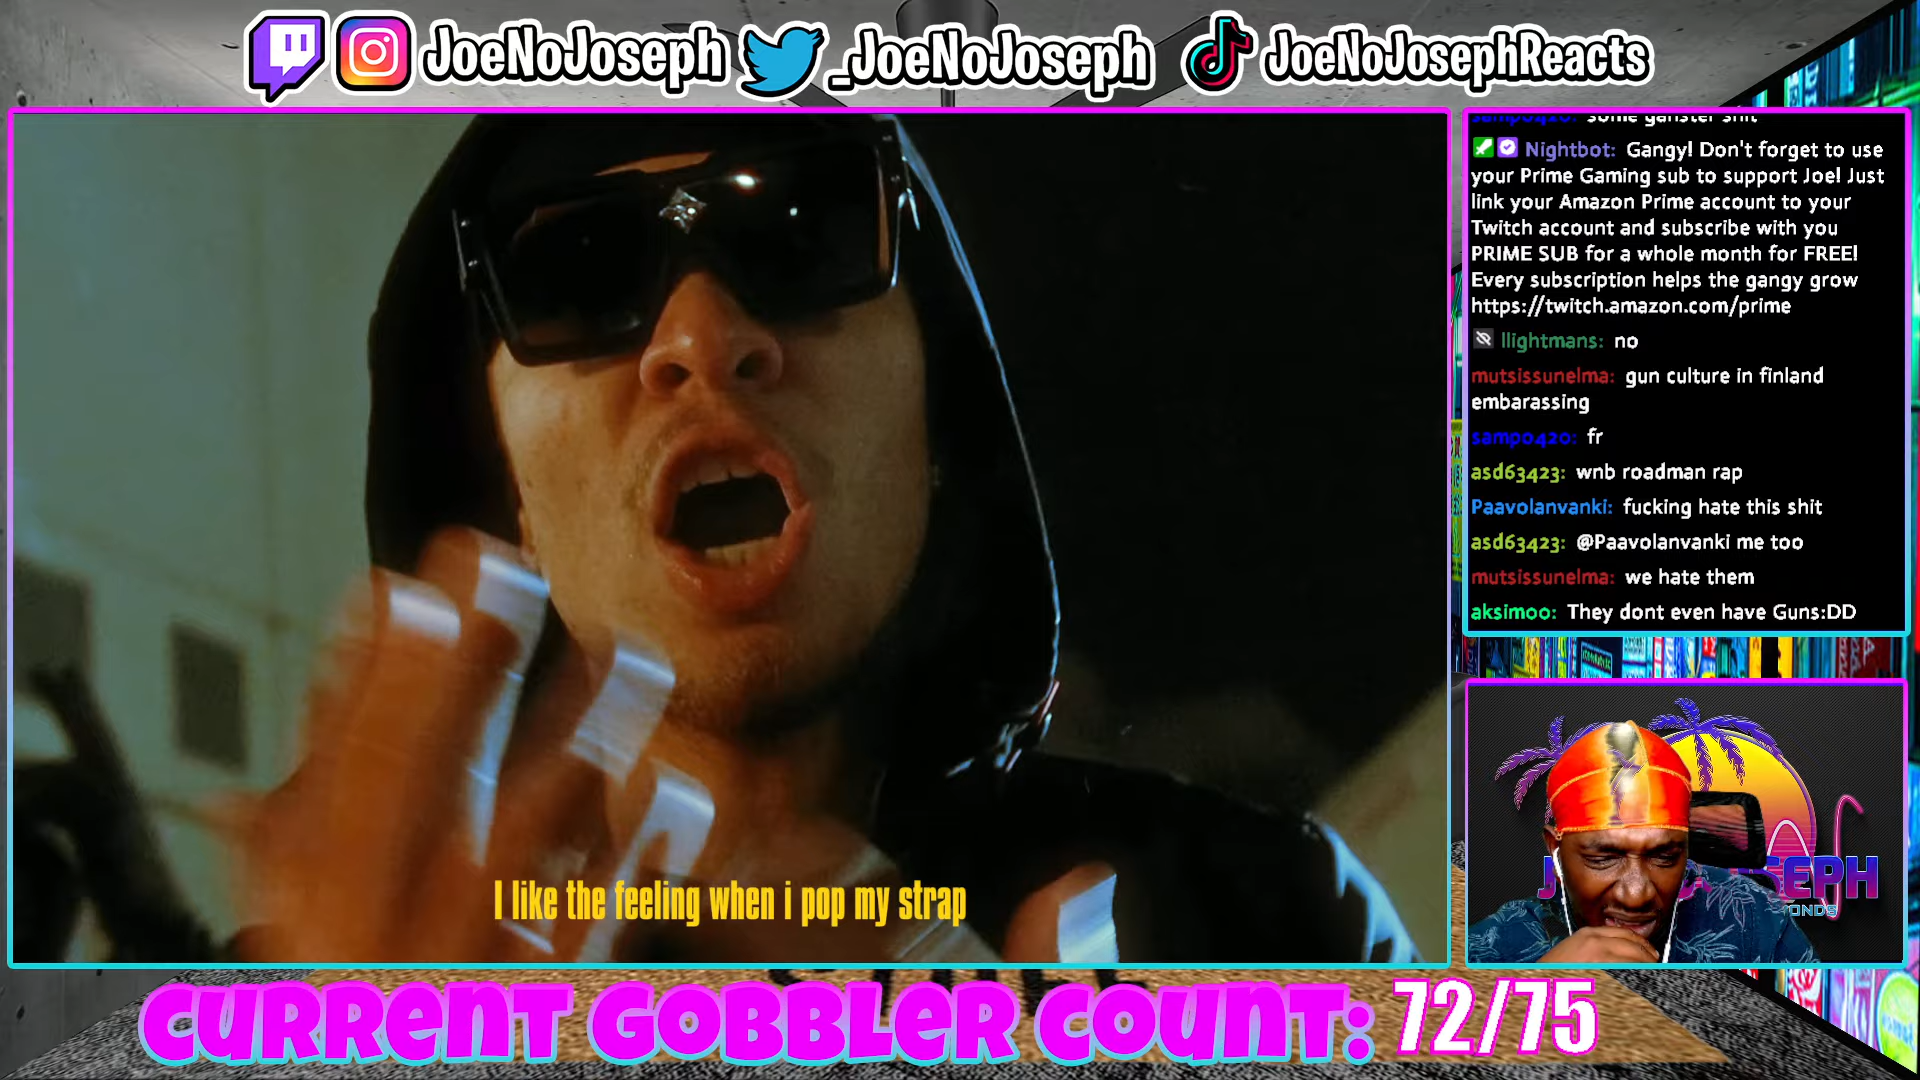 JoeNoJoseph _JoeNoJoseph JoeNoJosephReacts
sampo420: some ganster shit
Nightbot: Gangy! Don't forget to use
your Prime Gaming sub to support Joe! Just
link your Amazon Prime account to your
Twitch account and subscribe with you
PRIME SUB for a whole month for FREE!
Every subscription helps the gangy grow
https://twitch.amazon.com/prime
llightmans: no
mutsissunelma: gun culture in finland
embarassing
sampo420: fr
asd63423: wnb roadman rap
Paavolanvanki: fucking hate this shit
asd63423: @Paavolanvanki me too
mutsissunelma: we hate them
aksimoo: They dont even have Guns:DD
I like the feeling when i pop my strap
CURRENT GOBBLER COUNT: 72/75